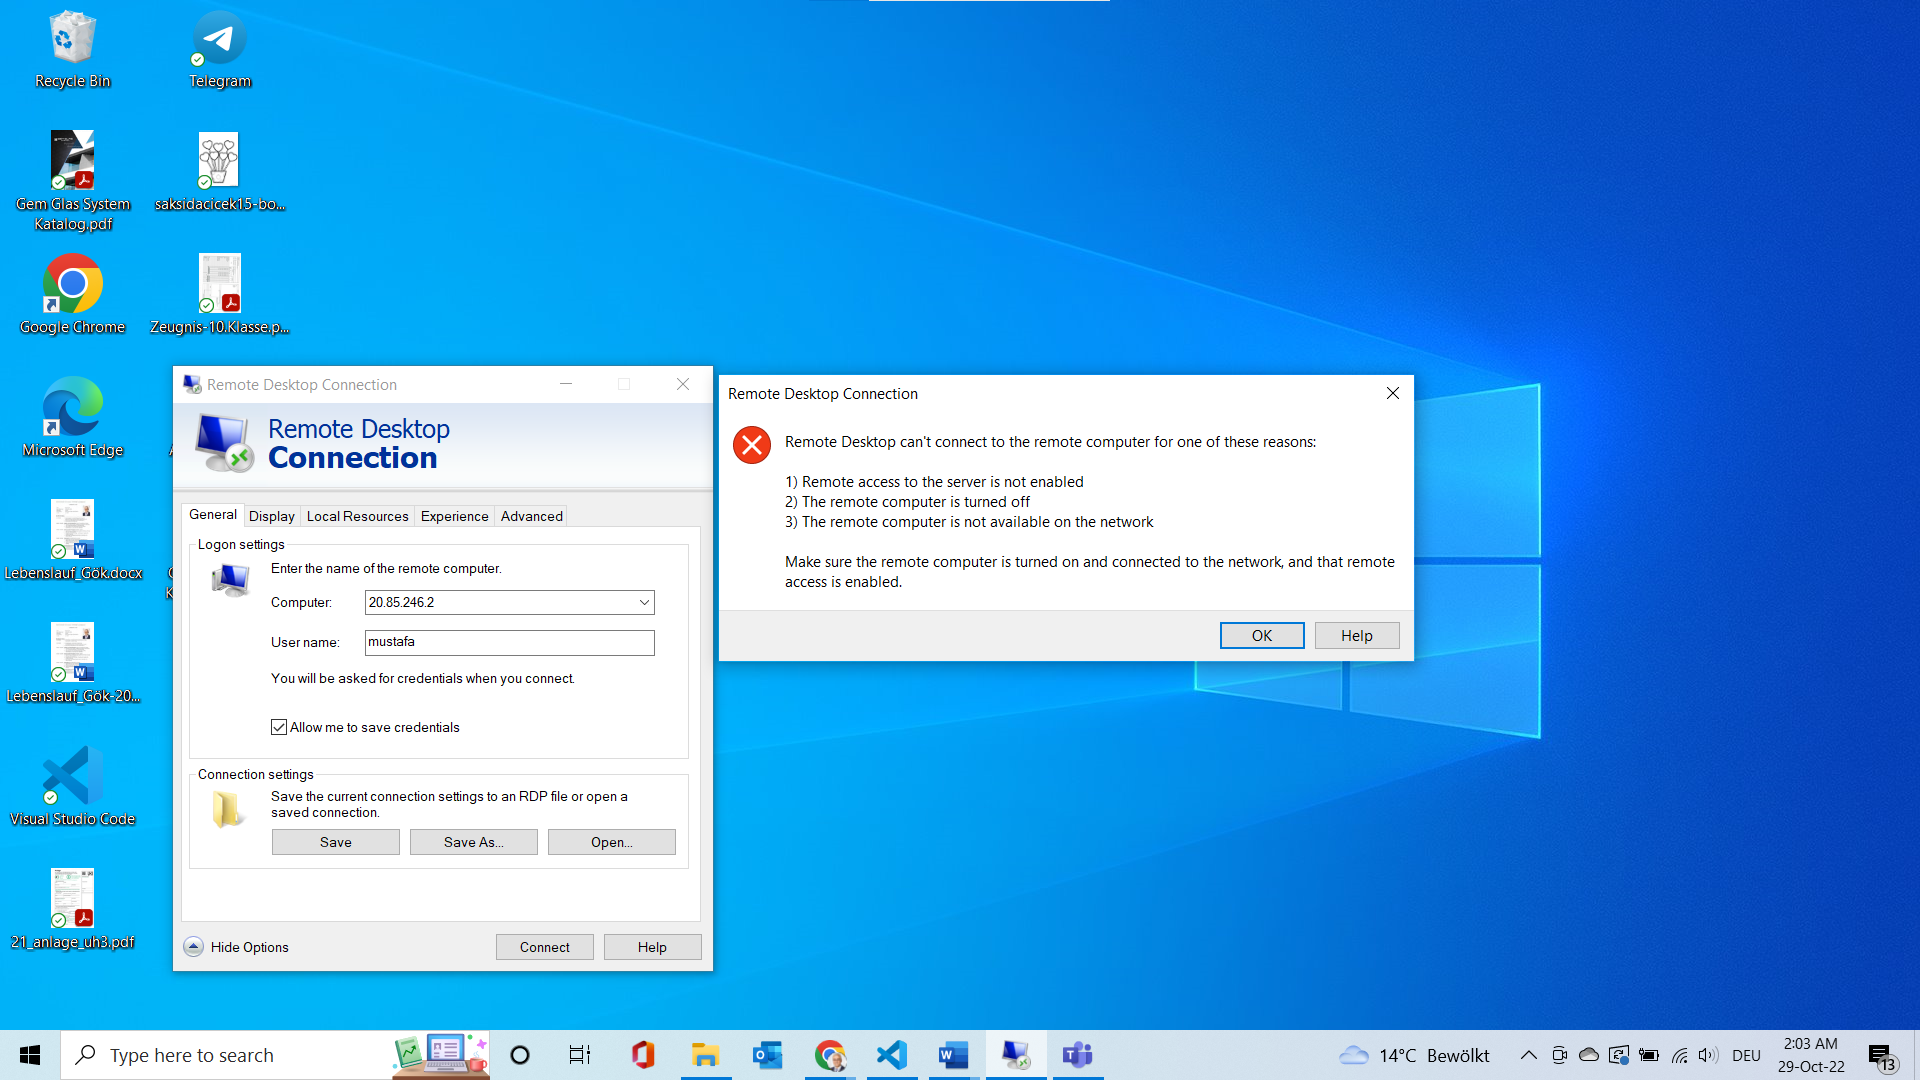 Recycle Bin
Telegram
Gem Glas System
Katalog.pdf
saksidacicek15-bo...
Google Chrome
Zeugnis-10.Klasse.p...
Microsoft Edge
Lebenslauf_Gök.docx
Lebenslauf_Gök-20...
Visual Studio Code
21_anlage_uh3.pdf
Remote Desktop Connection
Remote Desktop
Connection
General
Display
Local Resources
Experience
Advanced
Logon settings
Enter the name of the remote computer.
Computer:
20.85.246.2
User name:
mustafa
You will be asked for credentials when you connect.
Allow me to save credentials
Connection settings
Save the current connection settings to an RDP file or open a
saved connection.
Save
Save As...
Open...
Hide Options
Connect
Help
Remote Desktop Connection
Remote Desktop can't connect to the remote computer for one of these reasons:
1) Remote access to the server is not enabled
2) The remote computer is turned off
3) The remote computer is not available on the network
Make sure the remote computer is turned on and connected to the network, and that remote
access is enabled.
OK
Help
Type here to search
14°C Bewölkt
DEU
2:03 AM
29-Oct-22
13